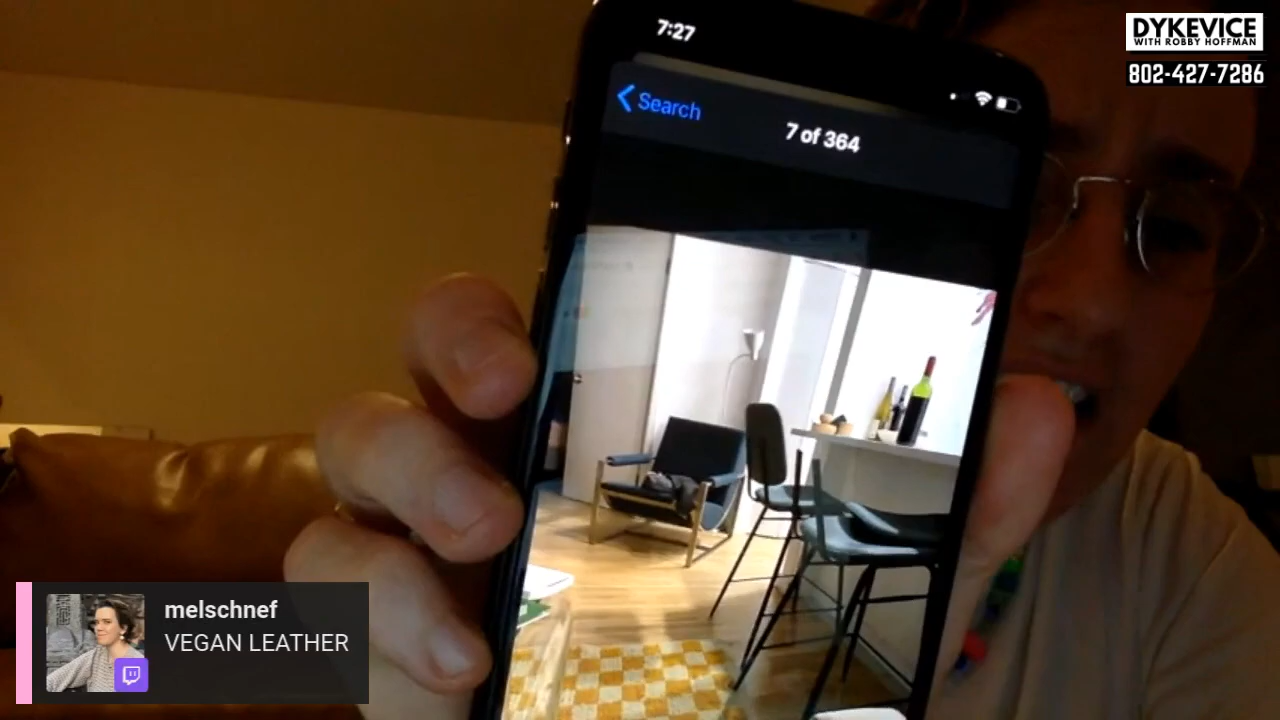 7:27
Search
7 of 364
DYKEVICE
WITH ROBBY HOFFMAN
802-427-7286
melschnef
VEGAN LEATHER